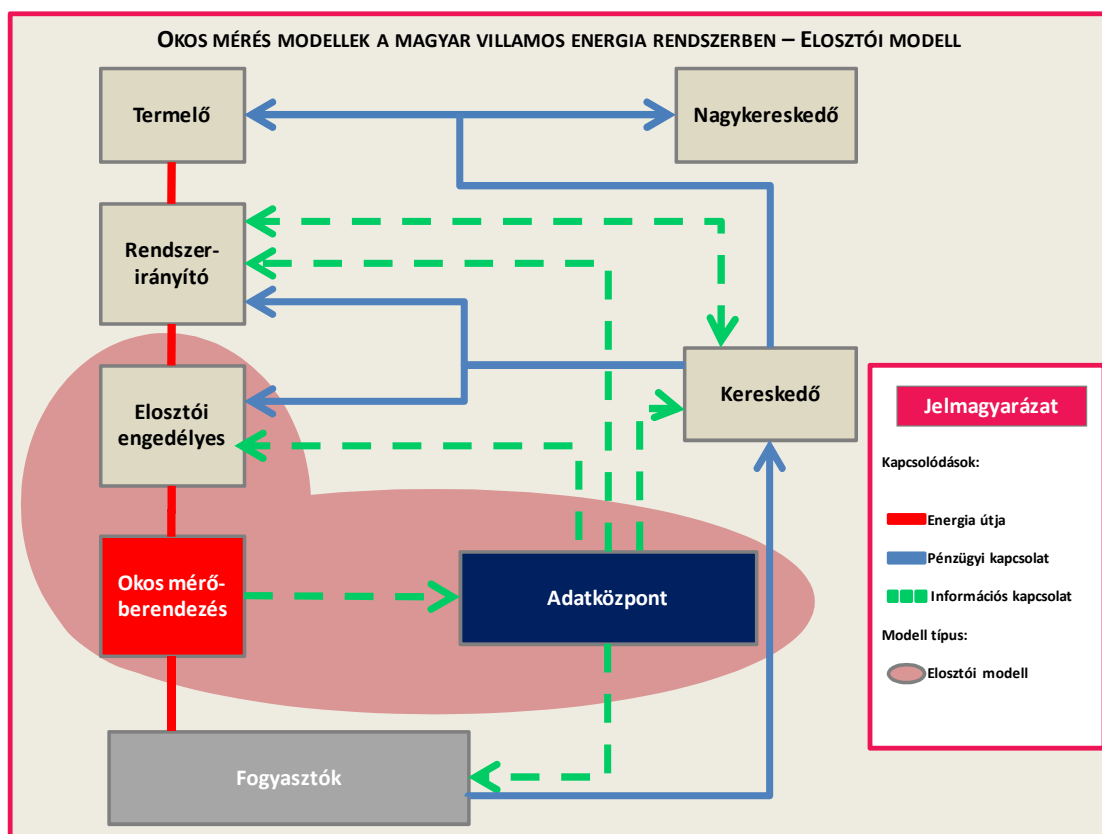 OKOS MÉRÉS MODELLEK A MAGYAR VILLAMOS ENERGIA RENDSZERBEN – ELOSZTÓI MODELL
Termelő
Nagykereskedő
Rendszer-
irányító
Elosztói
engedélyes
Kereskedő
Okos mérő-
berendezés
Adatközpont
Fogyasztók
Jelmagyarázat
Kapcsolódások:
Energia útja
Pénzügyi kapcsolat
Információs kapcsolat
Modell típus:
Elosztói modell